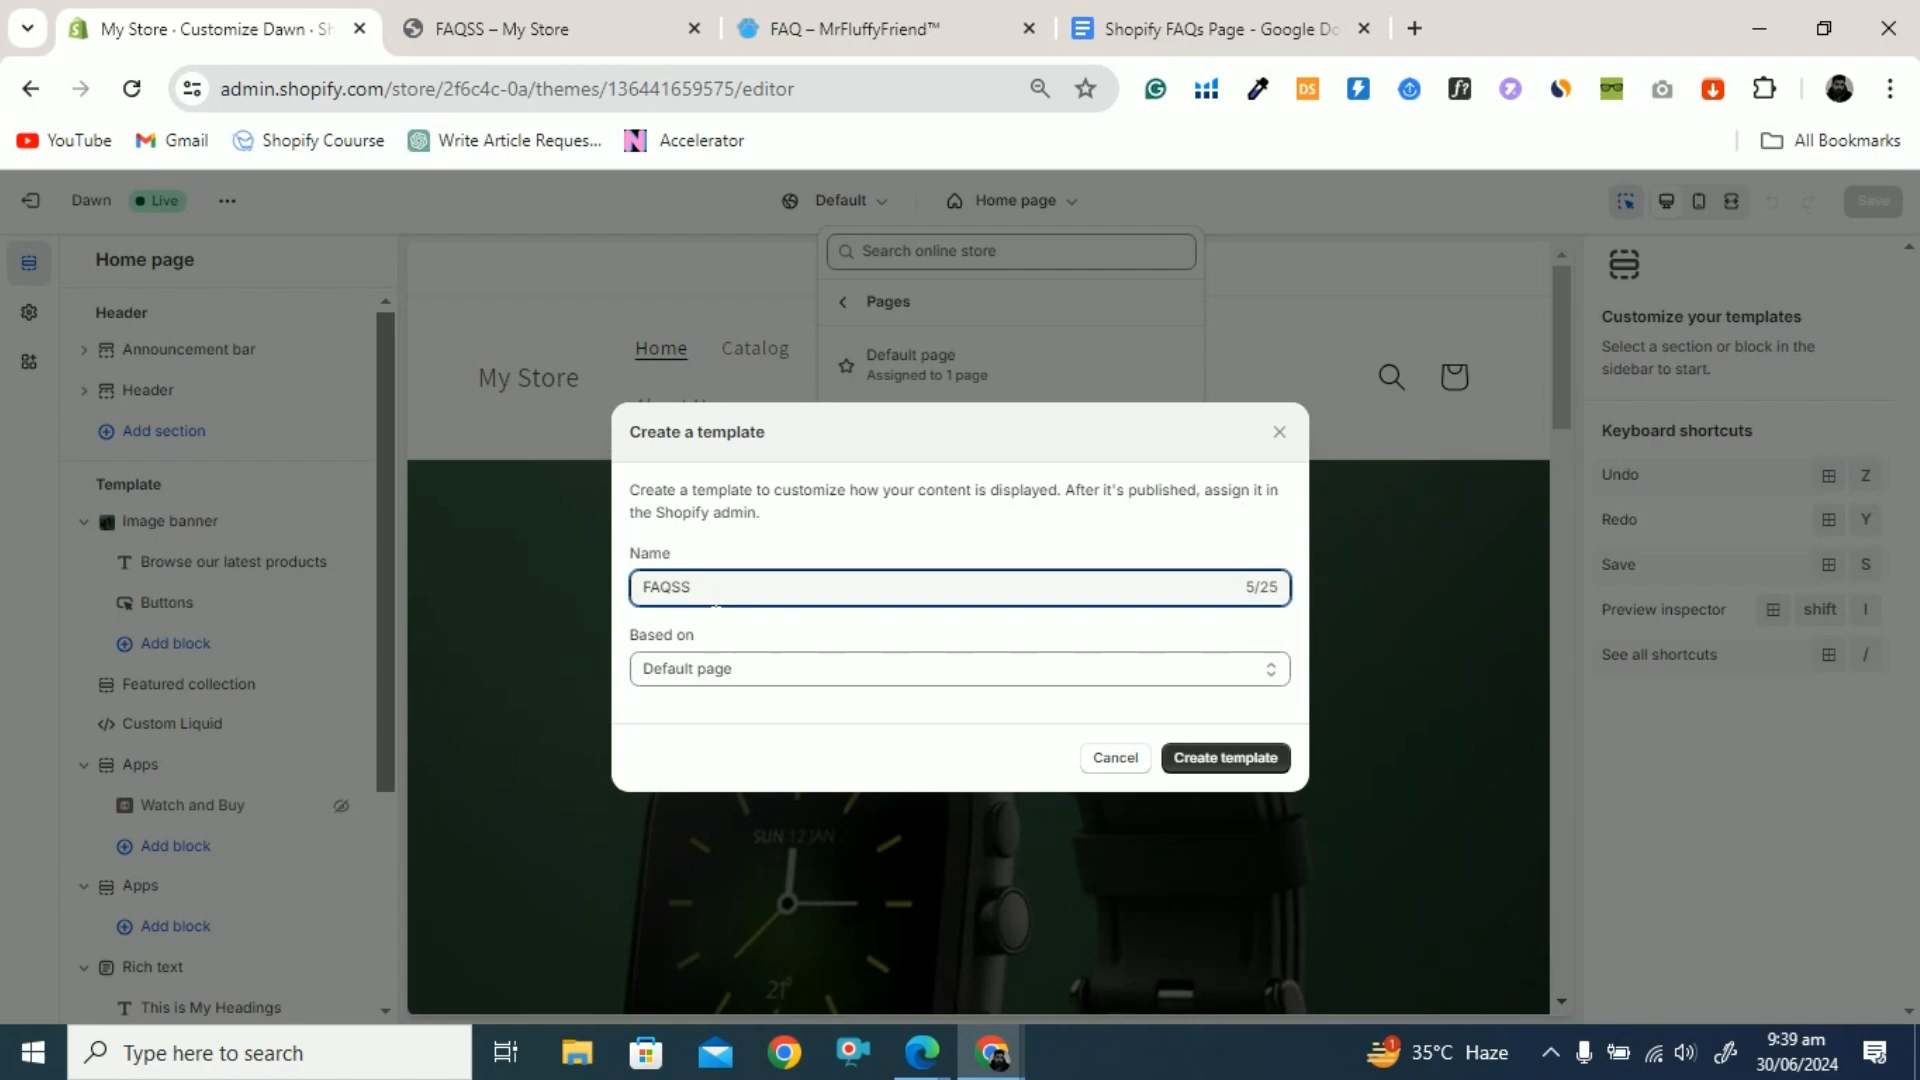 My Store · Customize Dawn · Sh
FAQSS – My Store
FAQ – MrFluffyFriend™
Shopify FAQs Page - Google Do
admin.shopify.com/store/2f6c4c-0a/themes/136441659575/editor
YouTube
Gmail
Shopify Couurse
Write Article Reques...
Accelerator
All Bookmarks
Dawn
Live
Default
Home page
Save
Home page
Header
Announcement bar
Header
Add section
Template
Image banner
Browse our latest products
Buttons
Add block
Featured collection
Custom Liquid
Apps
Watch and Buy
Add block
Apps
Add block
Rich text
This is My Headings
Search online store
Pages
Default page
Assigned to 1 page
My Store
Home
Catalog
Create a template
Create a template to customize how your content is displayed. After it's published, assign it in
the Shopify admin.
Name
FAQSS
5/25
Based on
Default page
Cancel
Create template
SUN 12 JAN
21°
Customize your templates
Select a section or block in the
sidebar to start.
Keyboard shortcuts
Undo
Z
Redo
Y
Save
S
Preview inspector
shift
I
See all shortcuts
/
Type here to search
1
35°C Haze
9:39 am
30/06/2024